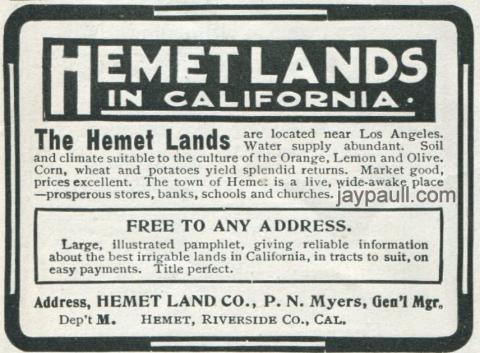 HEMET LANDS
IN CALIFORNIA.
The Hemet Lands are located near Los Angeles.
Water supply abundant. Soil
and climate suitable to the culture of the Orange, Lemon and Olive.
Corn, wheat and potatoes yield splendid returns. Market good,
prices excellent. The town of Hemet is a live, wide-awake place
—prosperous stores, banks, schools and churches.
jaypaull.com
FREE TO ANY ADDRESS.
Large, illustrated pamphlet, giving reliable information
about the best irrigable lands in California, in tracts to suit, on
easy payments. Title perfect.
Address, HEMET LAND CO., P. N. Myers, Gen'l Mgr.
Dep't M. HEMET, RIVERSIDE CO., CAL.